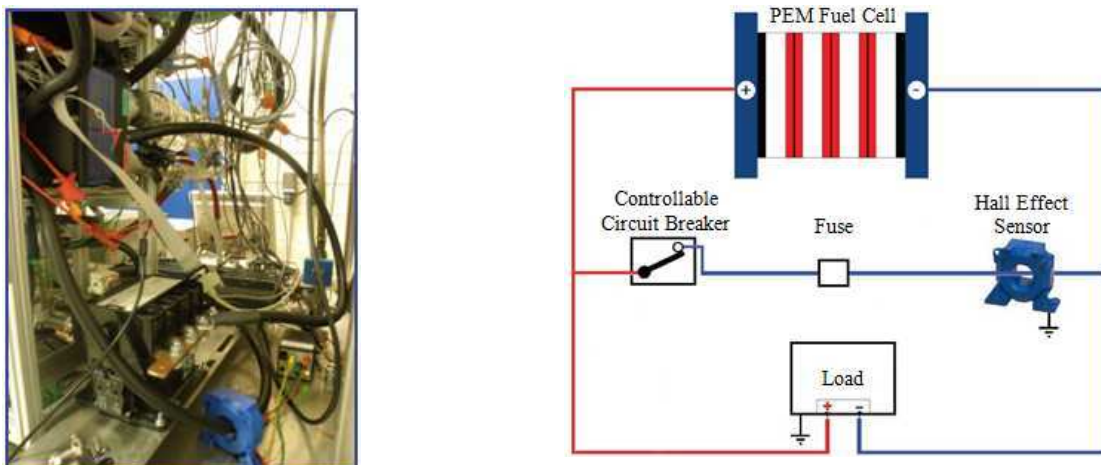 PEM Fuel Cell
+
-
Controllable
Circuit Breaker
Fuse
Hall Effect
Sensor
Load
+ -